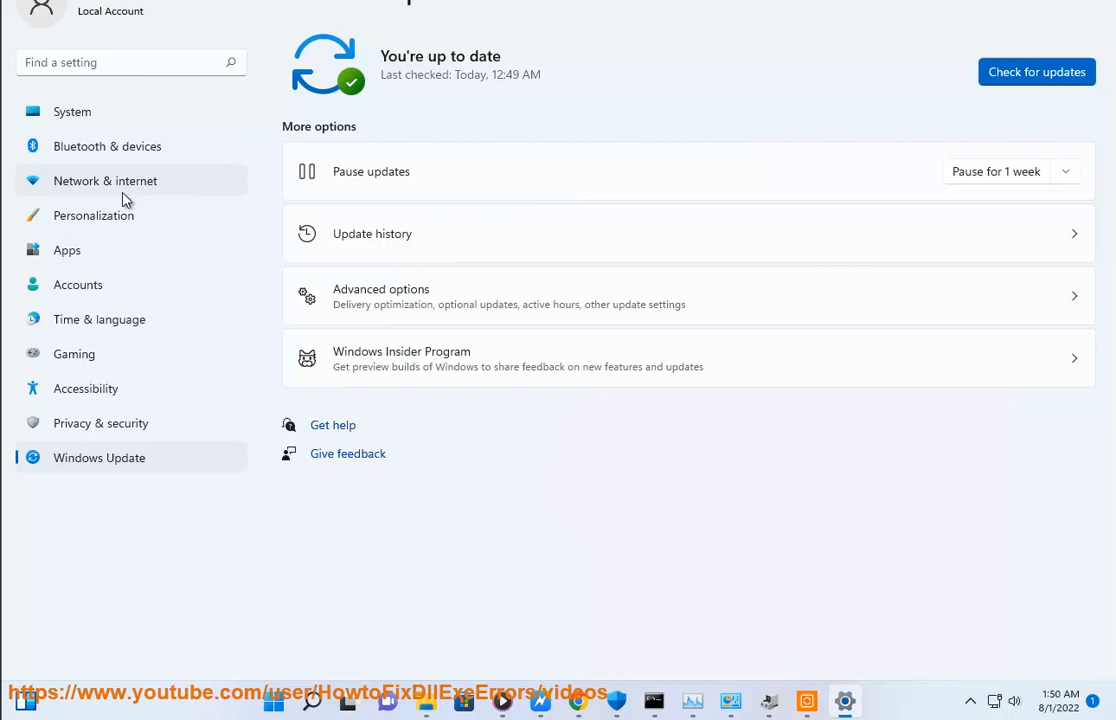 Local Account
Find a setting
System
Bluetooth & devices
Network & internet
Personalization
Apps
Accounts
Time & language
Gaming
Accessibility
Privacy & security
Windows Update
You're up to date
Last checked: Today, 12:49 AM
Check for updates
More options
Pause updates
Pause for 1 week
Update history
Advanced options
Delivery optimization, optional updates, active hours, other update settings
Windows Insider Program
Get preview builds of Windows to share feedback on new features and updates
Get help
Give feedback
https://www.youtube.com/user/HowtoFixDllExeErrors/videos
1:50 AM
8/1/2022
1